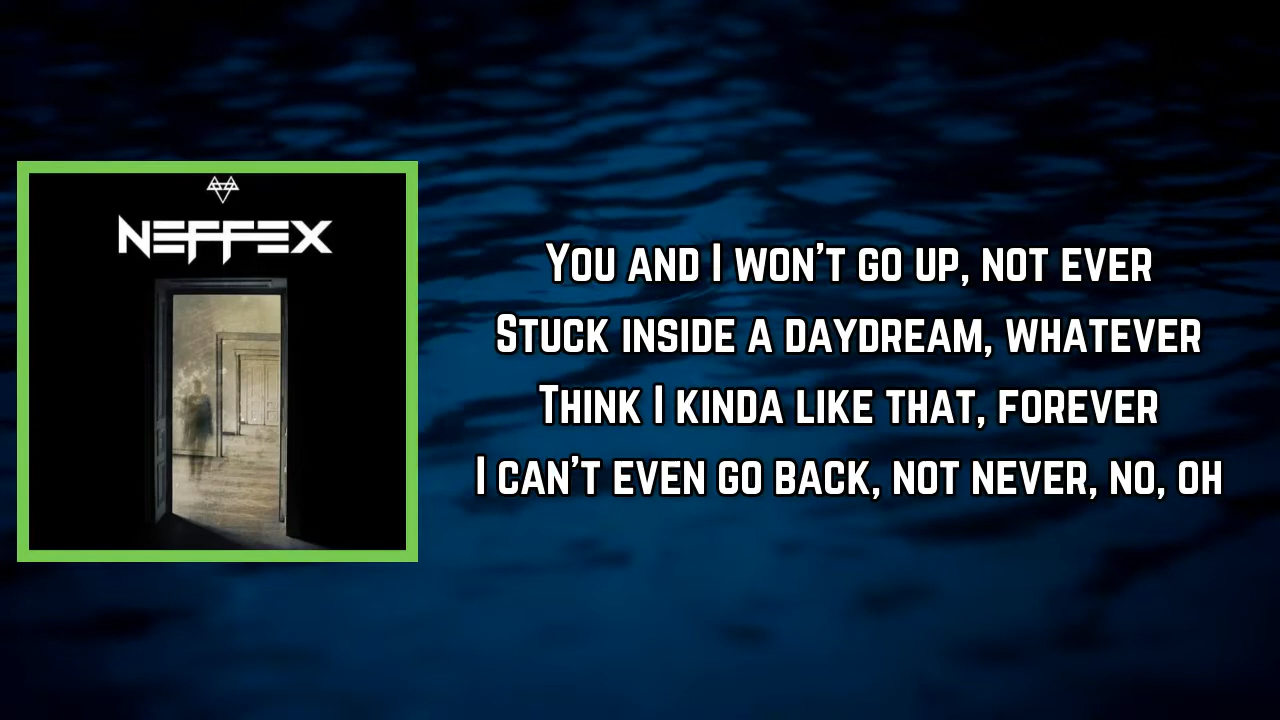 NEFFEX
You and I won't go up, not ever
Stuck inside a daydream, whatever
Think I kinda like that, forever
I can't even go back, not never, no, oh